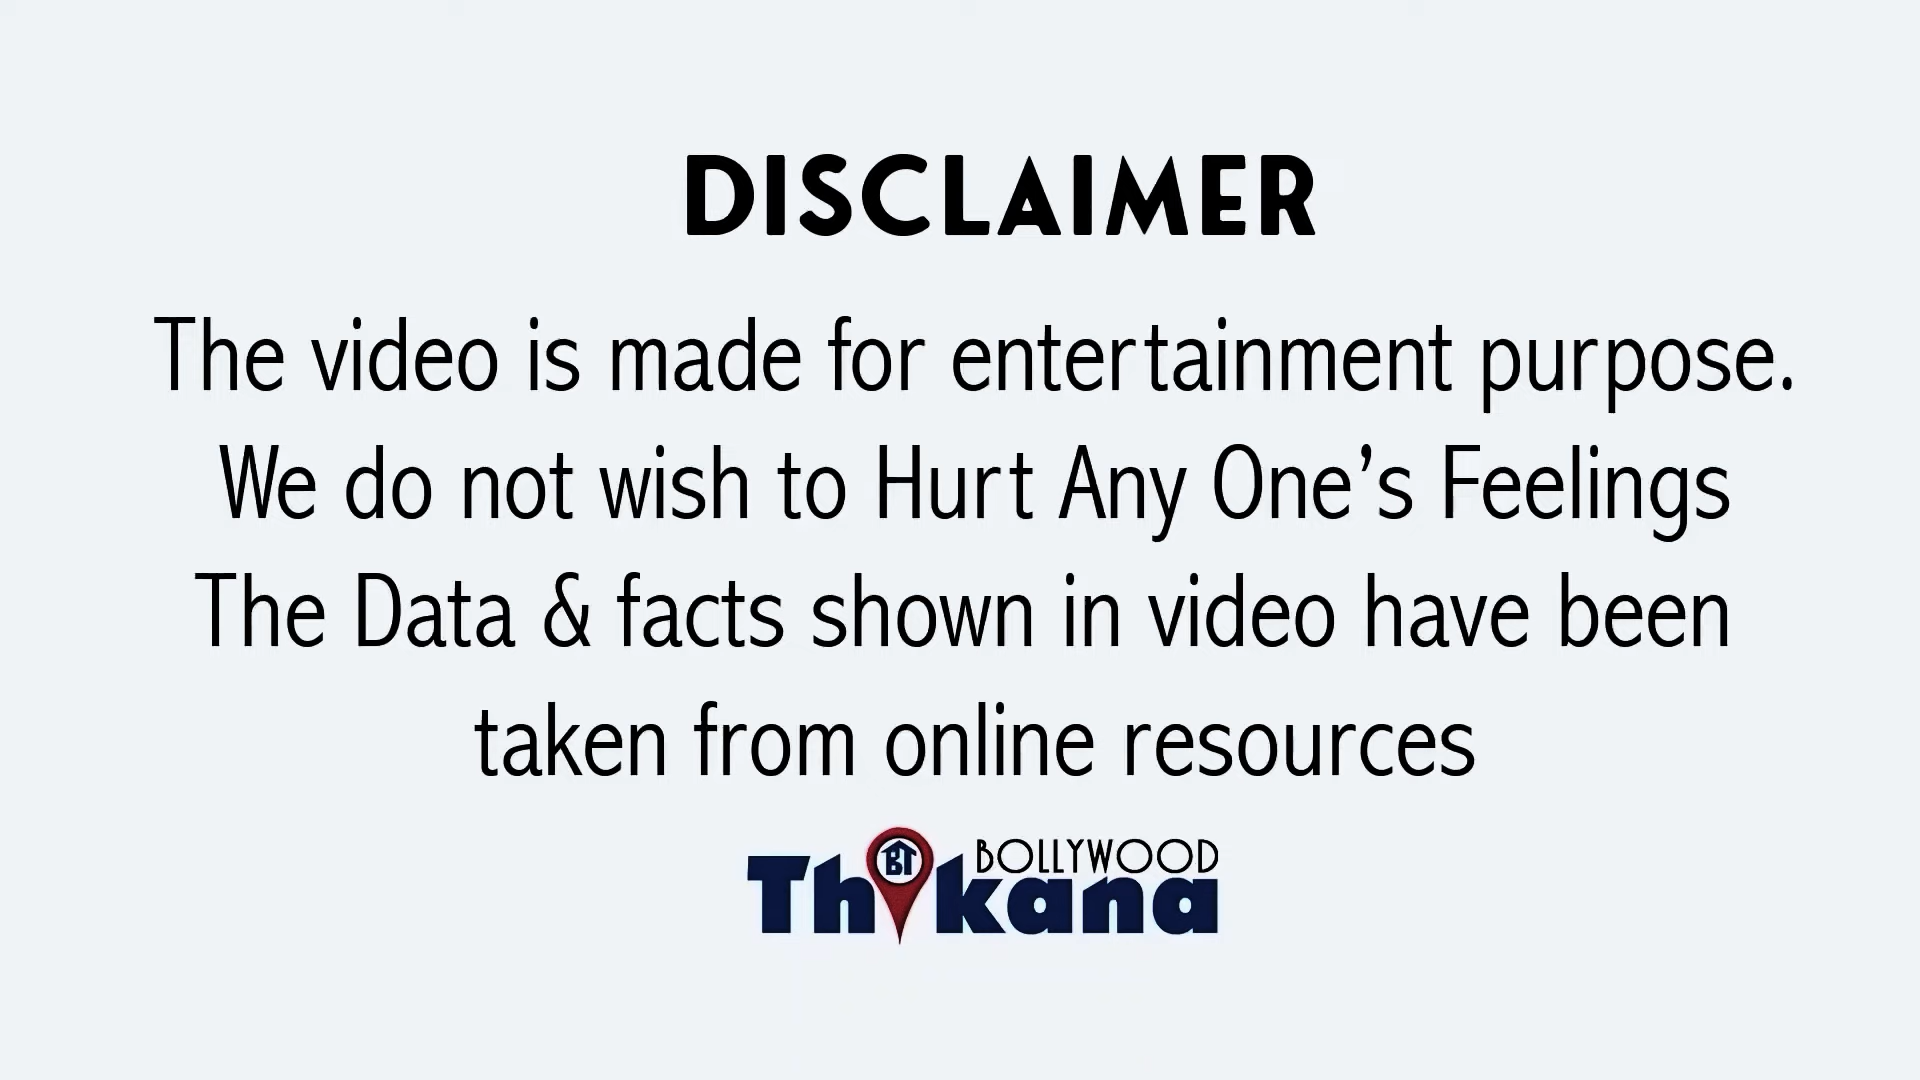 DISCLAIMER
The video is made for entertainment purpose.
We do not wish to Hurt Any One’s Feelings
The Data & facts shown in video have been
taken from online resources
BOLLYWOOD
BT
Thikana